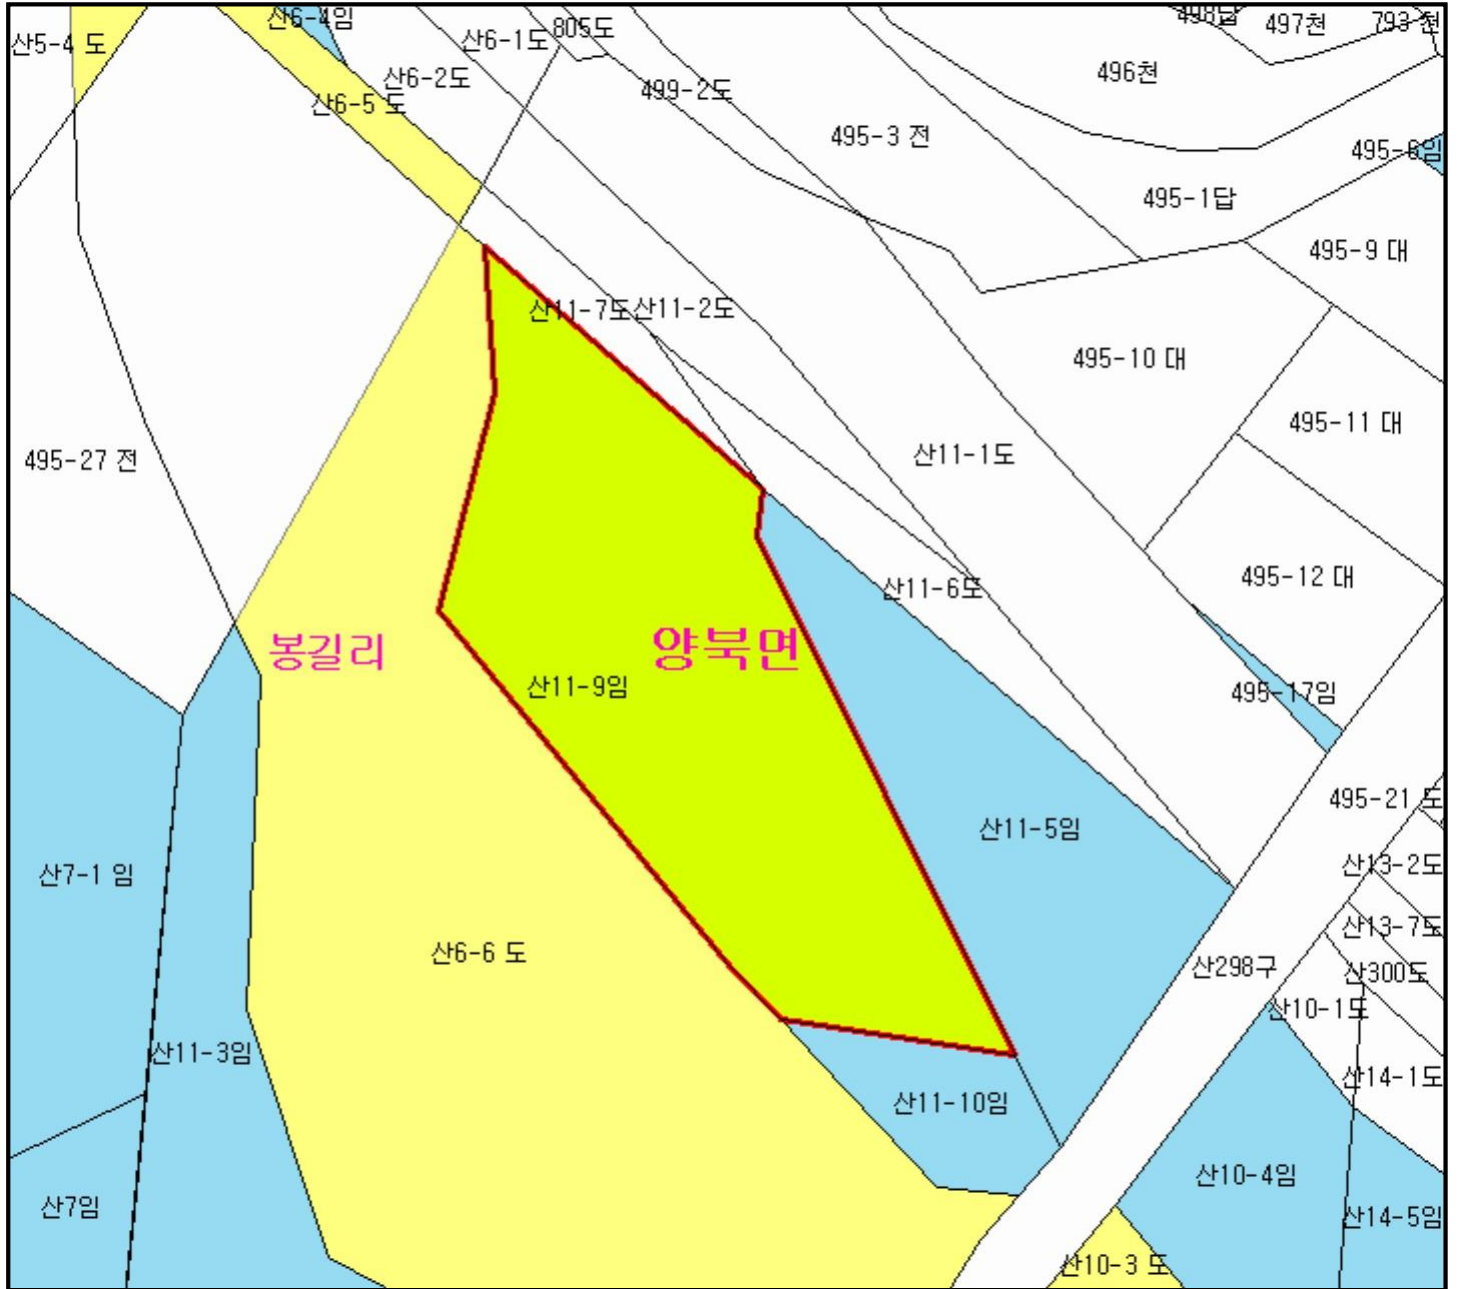 산5-4 도
산6-4임
산6-1도
805도
498답
497천
793 천
산6-2도
산6-5 도
499-2도
496천
495-3 전
495-6임
495-1답
495-9 대
산11-7도
산11-2도
495-10 대
495-11 대
495-27 전
산11-1도
495-12 대
산11-6도
봉길리
양북면
산11-9임
495-17임
495-21 도
산11-5임
산7-1 임
산13-2도
산13-7도
산6-6 도
산298구
산300도
산10-1도
산11-3임
산14-1도
산11-10임
산10-4임
산7임
산14-5임
산10-3 도